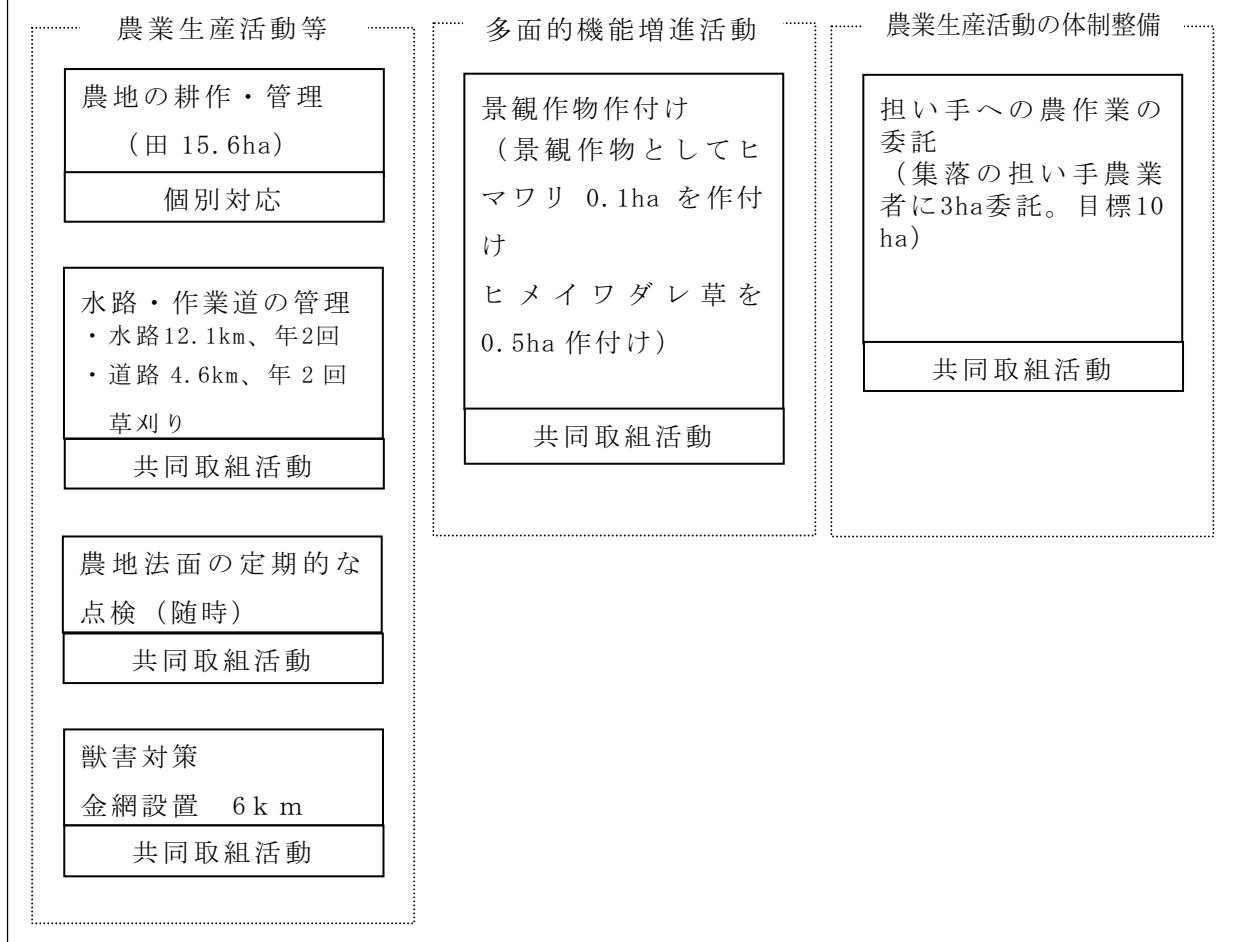 農業生産活動等
農地の耕作・管理
（田 15.6ha）
個別対応
水路・作業道の管理
・水路12.1km、年2回
・道路 4.6km、年 2 回
草刈り
共同取組活動
農地法面の定期的な
点検（随時）
共同取組活動
獣害対策
金網設置　6ｋｍ
共同取組活動
多面的機能増進活動
景観作物作付け
（景観作物としてヒ
マワリ 0.1ha を作付
け
ヒメイワダレ草を
0.5ha 作付け）
共同取組活動
農業生産活動の体制整備
担い手への農作業の
委託
（集落の担い手農業
者に3ha委託。目標10
ha）
共同取組活動